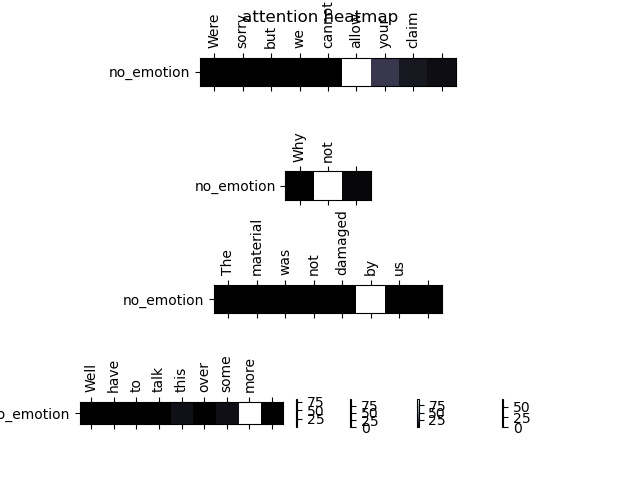 attention heatmap
Were sorry but we cannot allow your claim
no_emotion
Why not
no_emotion
The material was not damaged by us
no_emotion
Well have to talk this over some more
o_emotion
75 50 25
75 50 25 0
75 50 25
50 25 0